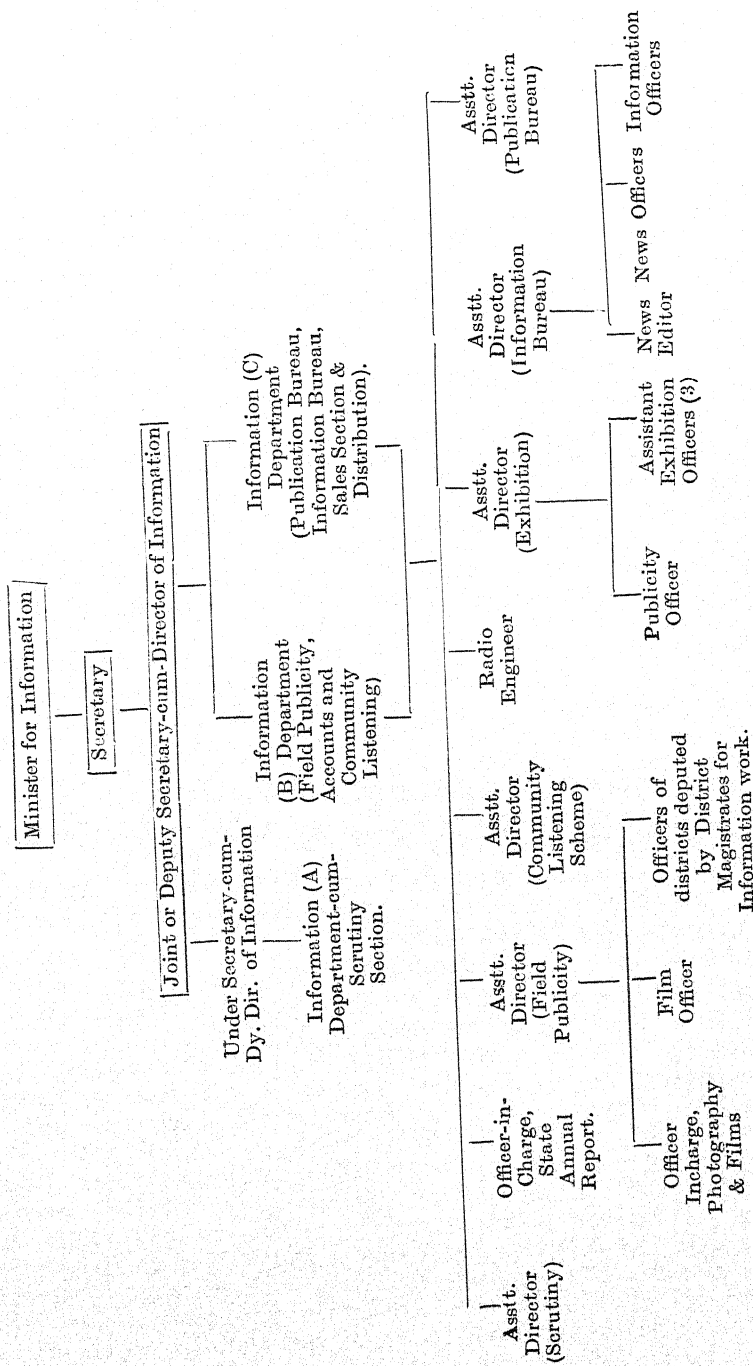 Minister for Information
Secretary
Joint or Deputy Secretary-cum-Director of Information
Under Secretary-cum-
Dy. Dir. of Information
Information (A)
Department-cum-
Scrutiny
Section.
Information
(B) Department
(Field Publicity,
Accounts and
Community
Listening)
Information (C)
Department
(Publication Bureau,
Information Bureau,
Sales Section &
Distribution).
Asstt.
Director
(Scrutiny)
Officer-in-
Charge,
State
Annual
Report.
Asstt.
Director
(Field
Publicity)
Asstt.
Director
(Community
Listening
Scheme)
Radio
Engineer
Asstt.
Director
(Exhibition)
Asstt.
Director
(Information
Bureau)
Asstt.
Director
(Publication
Bureau)
Officer
Incharge,
Photography
& Films
Film
Officer
Officers of
districts deputed
by District
Magistrates for
Information work.
Publicity
Officer
Assistant
Exhibition
Officers (3)
News
Editor
News Officers
Information
Officers